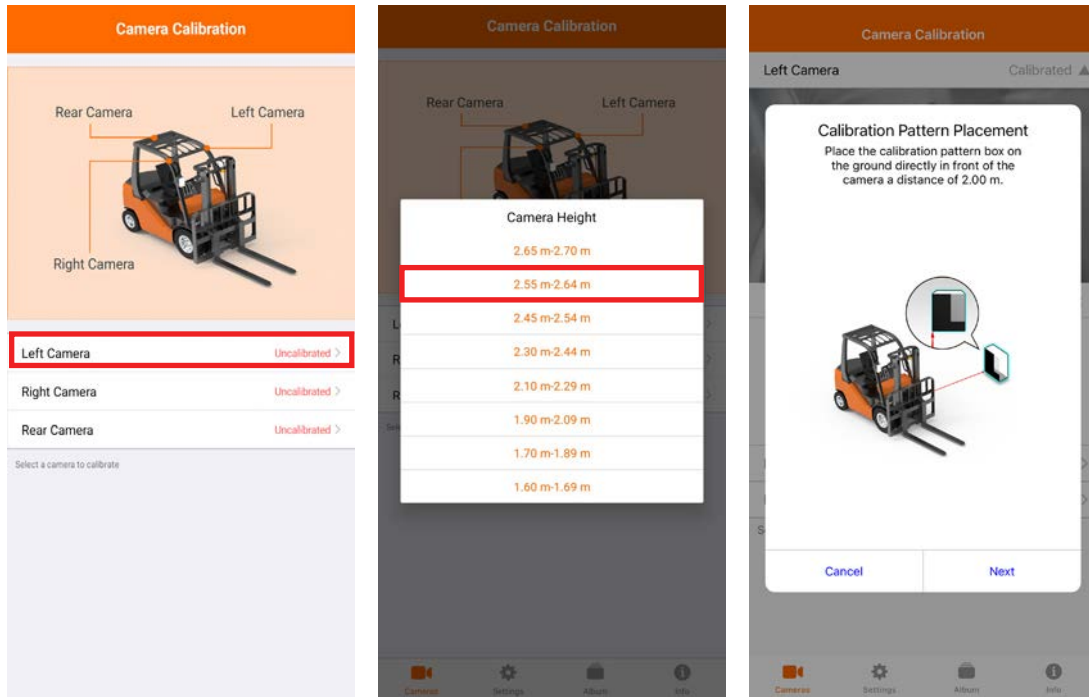 Camera Calibration
Rear Camera
Left Camera
Right Camera
Left Camera Uncalibrated >
Right Camera Uncalibrated >
Rear Camera Uncalibrated >
Select a camera to calibrate
Camera Calibration
Rear Camera
Left Camera
Camera Height
2.65 m-2.70 m
2.55 m-2.64 m
2.45 m-2.54 m
2.30 m-2.44 m
2.10 m-2.29 m
1.90 m-2.09 m
1.70 m-1.89 m
1.60 m-1.69 m
Cameras Settings Album Info
Camera Calibration
Left Camera Calibrated ▲
Calibration Pattern Placement
Place the calibration pattern box on
the ground directly in front of the
camera a distance of 2.00 m.
Cancel Next
Cameras Settings Album Info